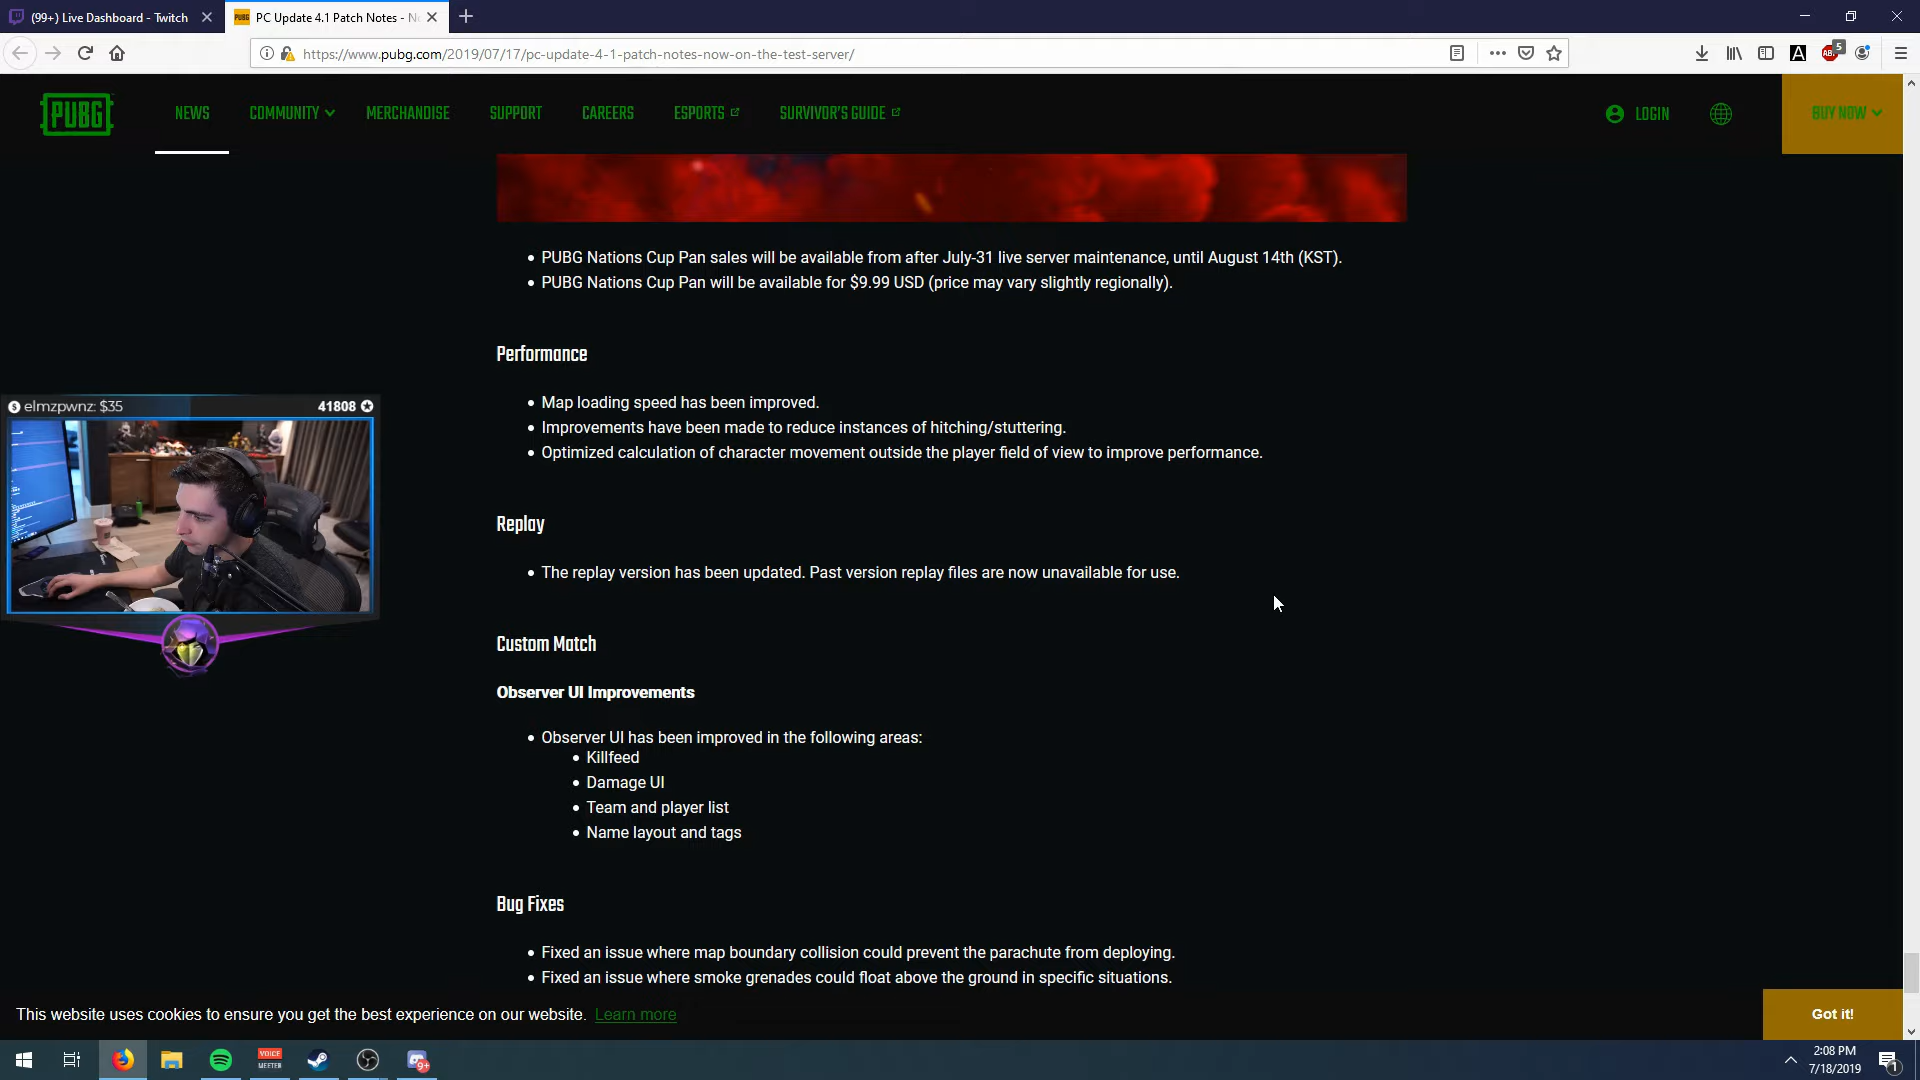 (99+) Live Dashboard - Twitch
PC Update 4.1 Patch Notes - N
https://www.pubg.com/2019/07/17/pc-update-4-1-patch-notes-now-on-the-test-server/
5
PUBG
NEWS
COMMUNITY
MERCHANDISE
SUPPORT
CAREERS
ESPORTS
SURVIVOR'S GUIDE
LOGIN
BUY NOW
PUBG Nations Cup Pan sales will be available from after July-31 live server maintenance, until August 14th (KST).
PUBG Nations Cup Pan will be available for $9.99 USD (price may vary slightly regionally).
Performance
Map loading speed has been improved.
Improvements have been made to reduce instances of hitching/stuttering.
Optimized calculation of character movement outside the player field of view to improve performance.
elmzpwnz: $35
41808
Replay
The replay version has been updated. Past version replay files are now unavailable for use.
Custom Match
Observer UI Improvements
Observer UI has been improved in the following areas:
Killfeed
Damage UI
Team and player list
Name layout and tags
Bug Fixes
Fixed an issue where map boundary collision could prevent the parachute from deploying.
Fixed an issue where smoke grenades could float above the ground in specific situations.
This website uses cookies to ensure you get the best experience on our website. Learn more
Got it!
VOICE
MEETER
9+
2:08 PM
7/18/2019
1